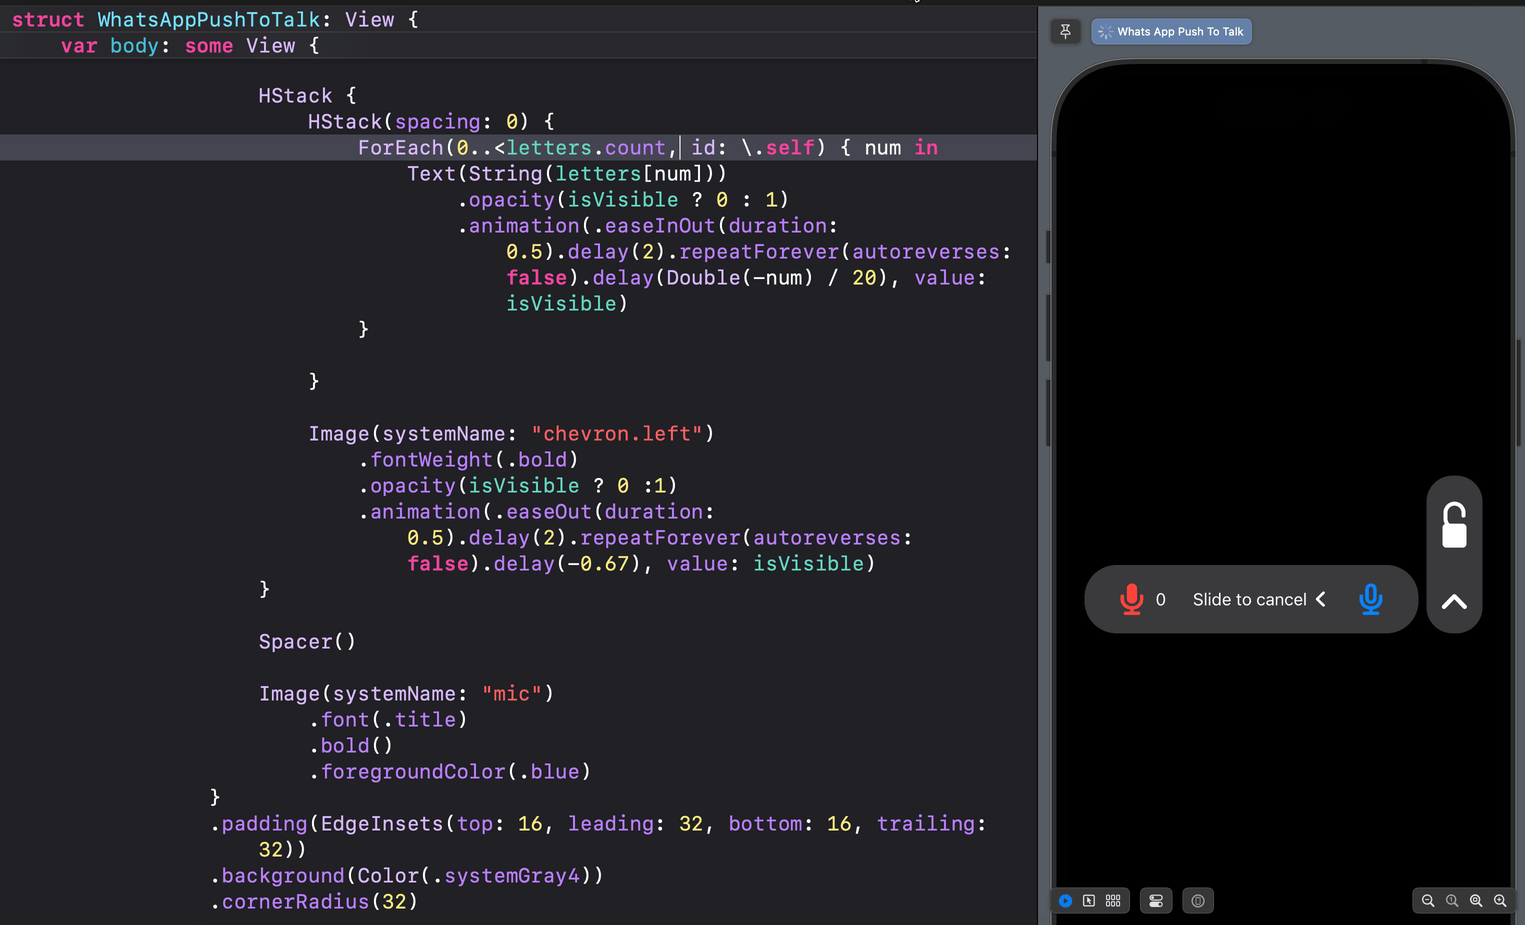 struct WhatsAppPushToTalk: View {
var body: some View {
HStack {
HStack(spacing: 0) {
ForEach(0..<letters.count, id: \.self) { num in
Text(String(letters[num]))
.opacity(isVisible ? 0 : 1)
.animation(.easeInOut(duration:
0.5).delay(2).repeatForever(autoreverses:
false).delay(Double(-num) / 20), value:
isVisible)
}
}
Image(systemName: "chevron.left")
.fontWeight(.bold)
.opacity(isVisible ? 0 :1)
.animation(.easeOut(duration:
0.5).delay(2).repeatForever(autoreverses:
false).delay(-0.67), value: isVisible)
}
Spacer()
Image(systemName: "mic")
.font(.title)
.bold()
.foregroundColor(.blue)
}
.padding(EdgeInsets(top: 16, leading: 32, bottom: 16, trailing:
32))
.background(Color(.systemGray4))
.cornerRadius(32)
Whats App Push To Talk
0 Slide to cancel